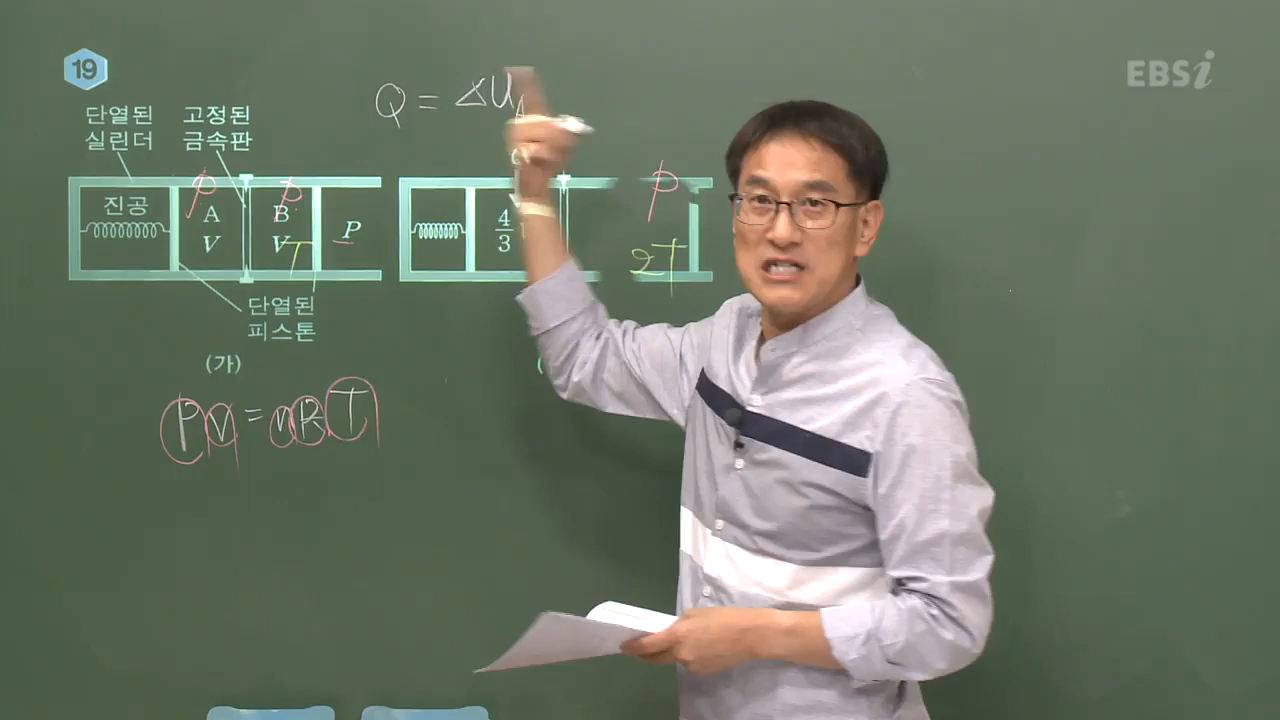 19
EBSi
Q = ΔU
단열된 고정된
실린더 금속판
진공
P
A
V
P
B
V
T
P
4/3
P
2T
단열된
피스톤
(가)
PV = nRT